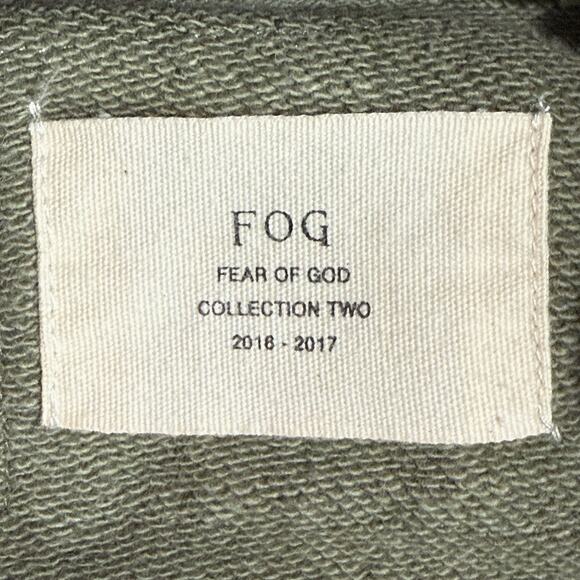 FOG
FEAR OF GOD
COLLECTION TWO
2016 - 2017